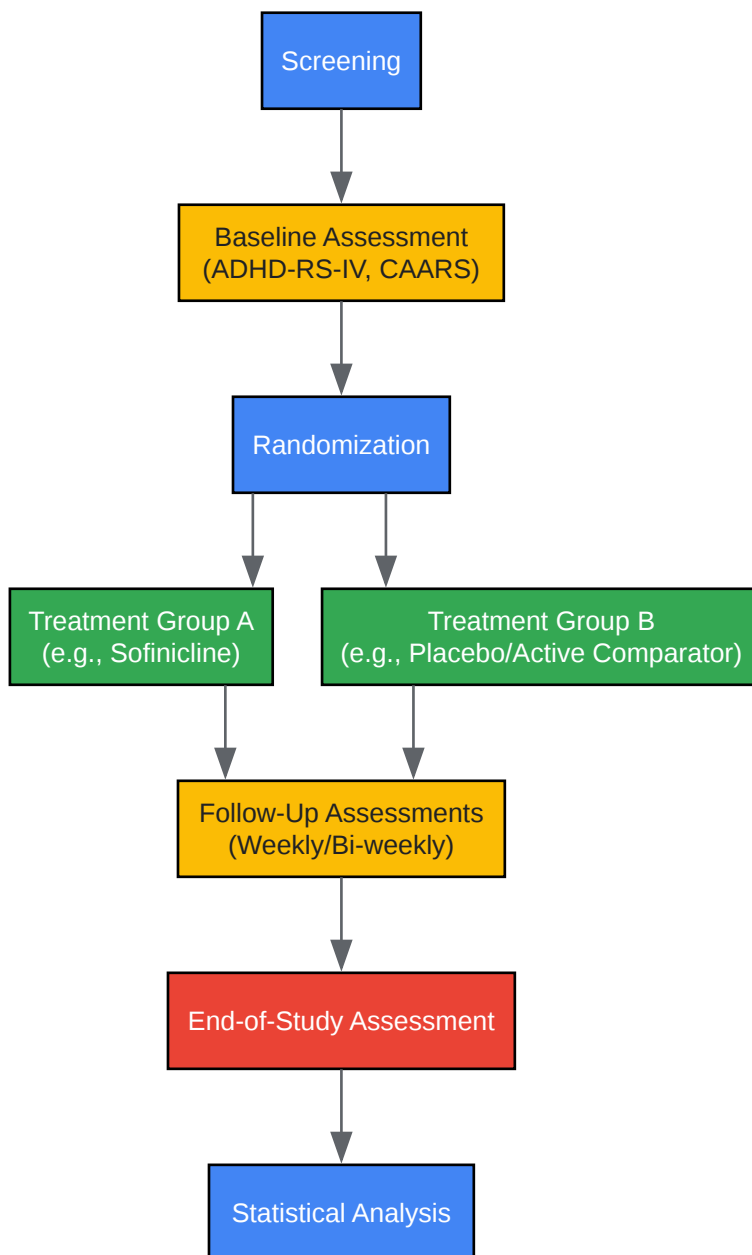 Screening
Baseline Assessment
(ADHD-RS-IV, CAARS)
Randomization
Treatment Group A
(e.g., Sofinicline)
Treatment Group B
(e.g., Placebo/Active Comparator)
Follow-Up Assessments
(Weekly/Bi-weekly)
End-of-Study Assessment
Statistical Analysis